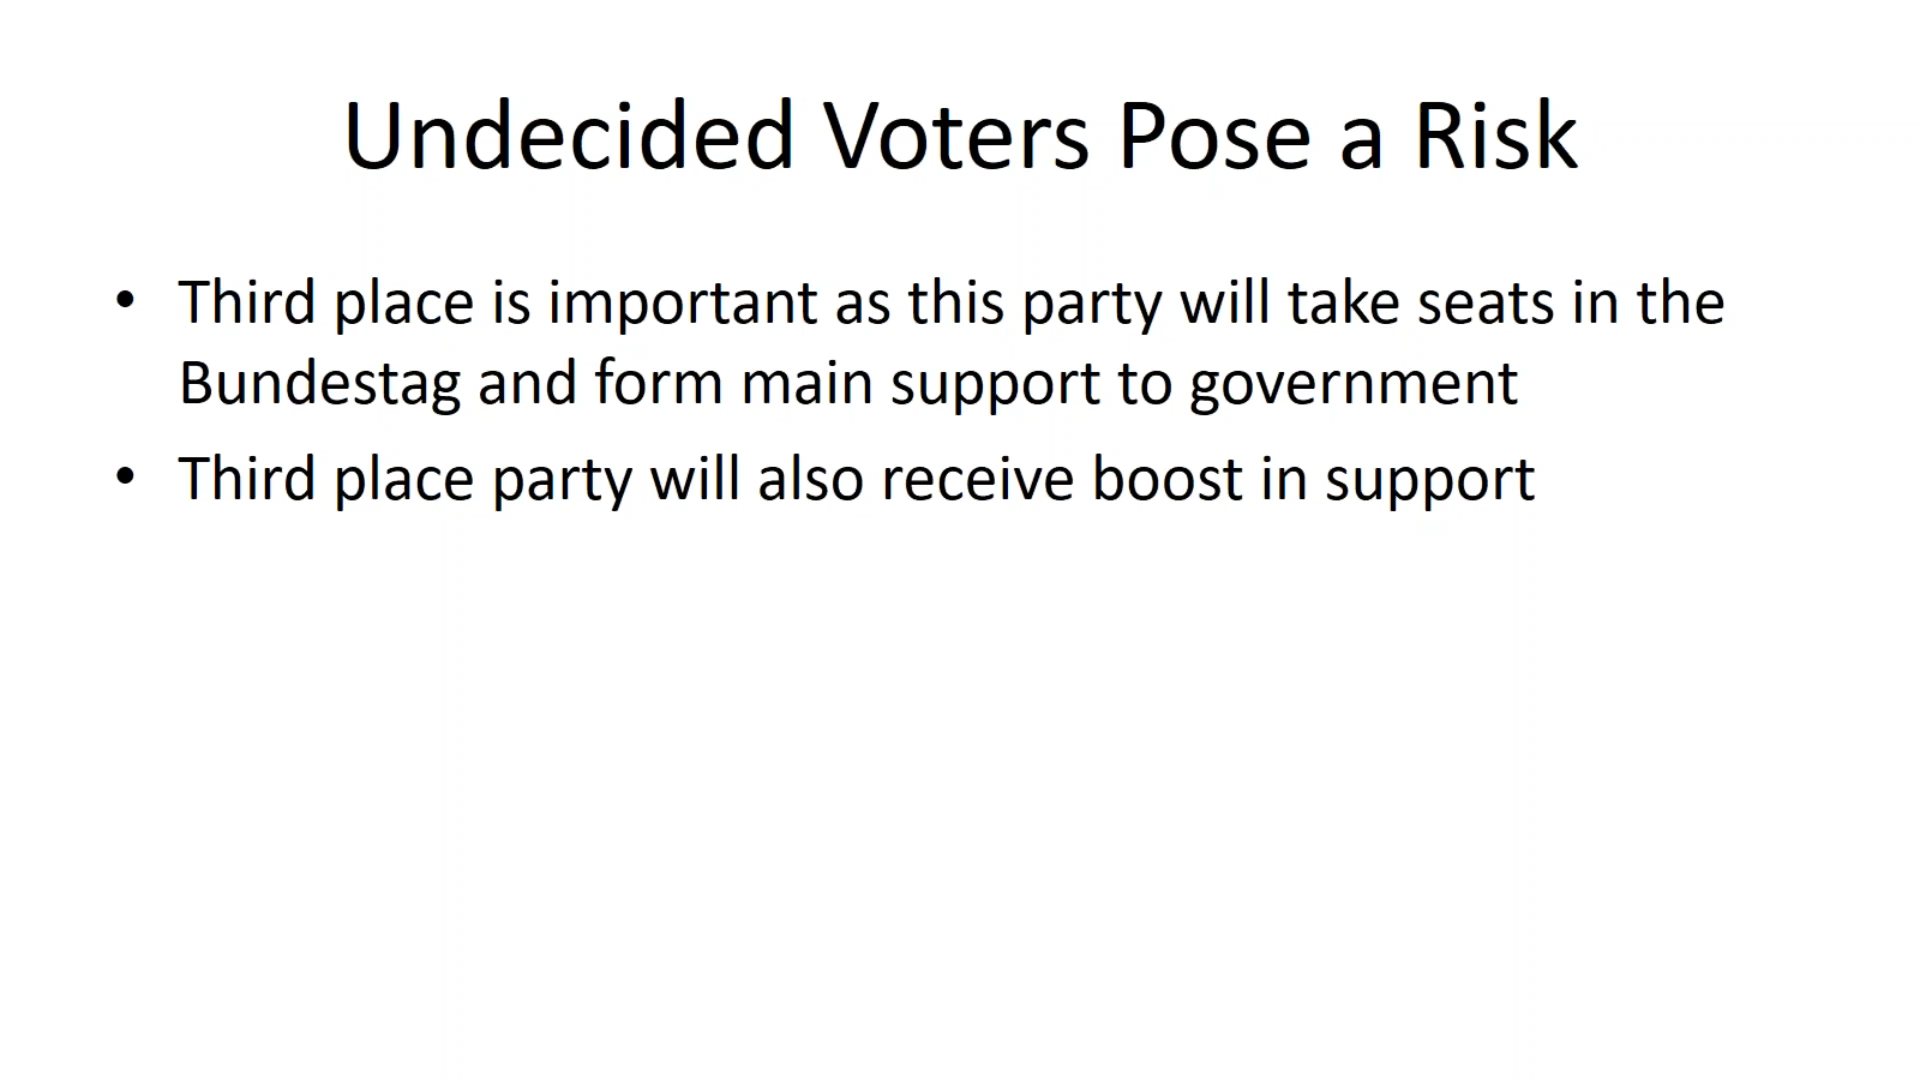 Undecided Voters Pose a Risk
• Third place is important as this party will take seats in the
Bundestag and form main support to government
• Third place party will also receive boost in support